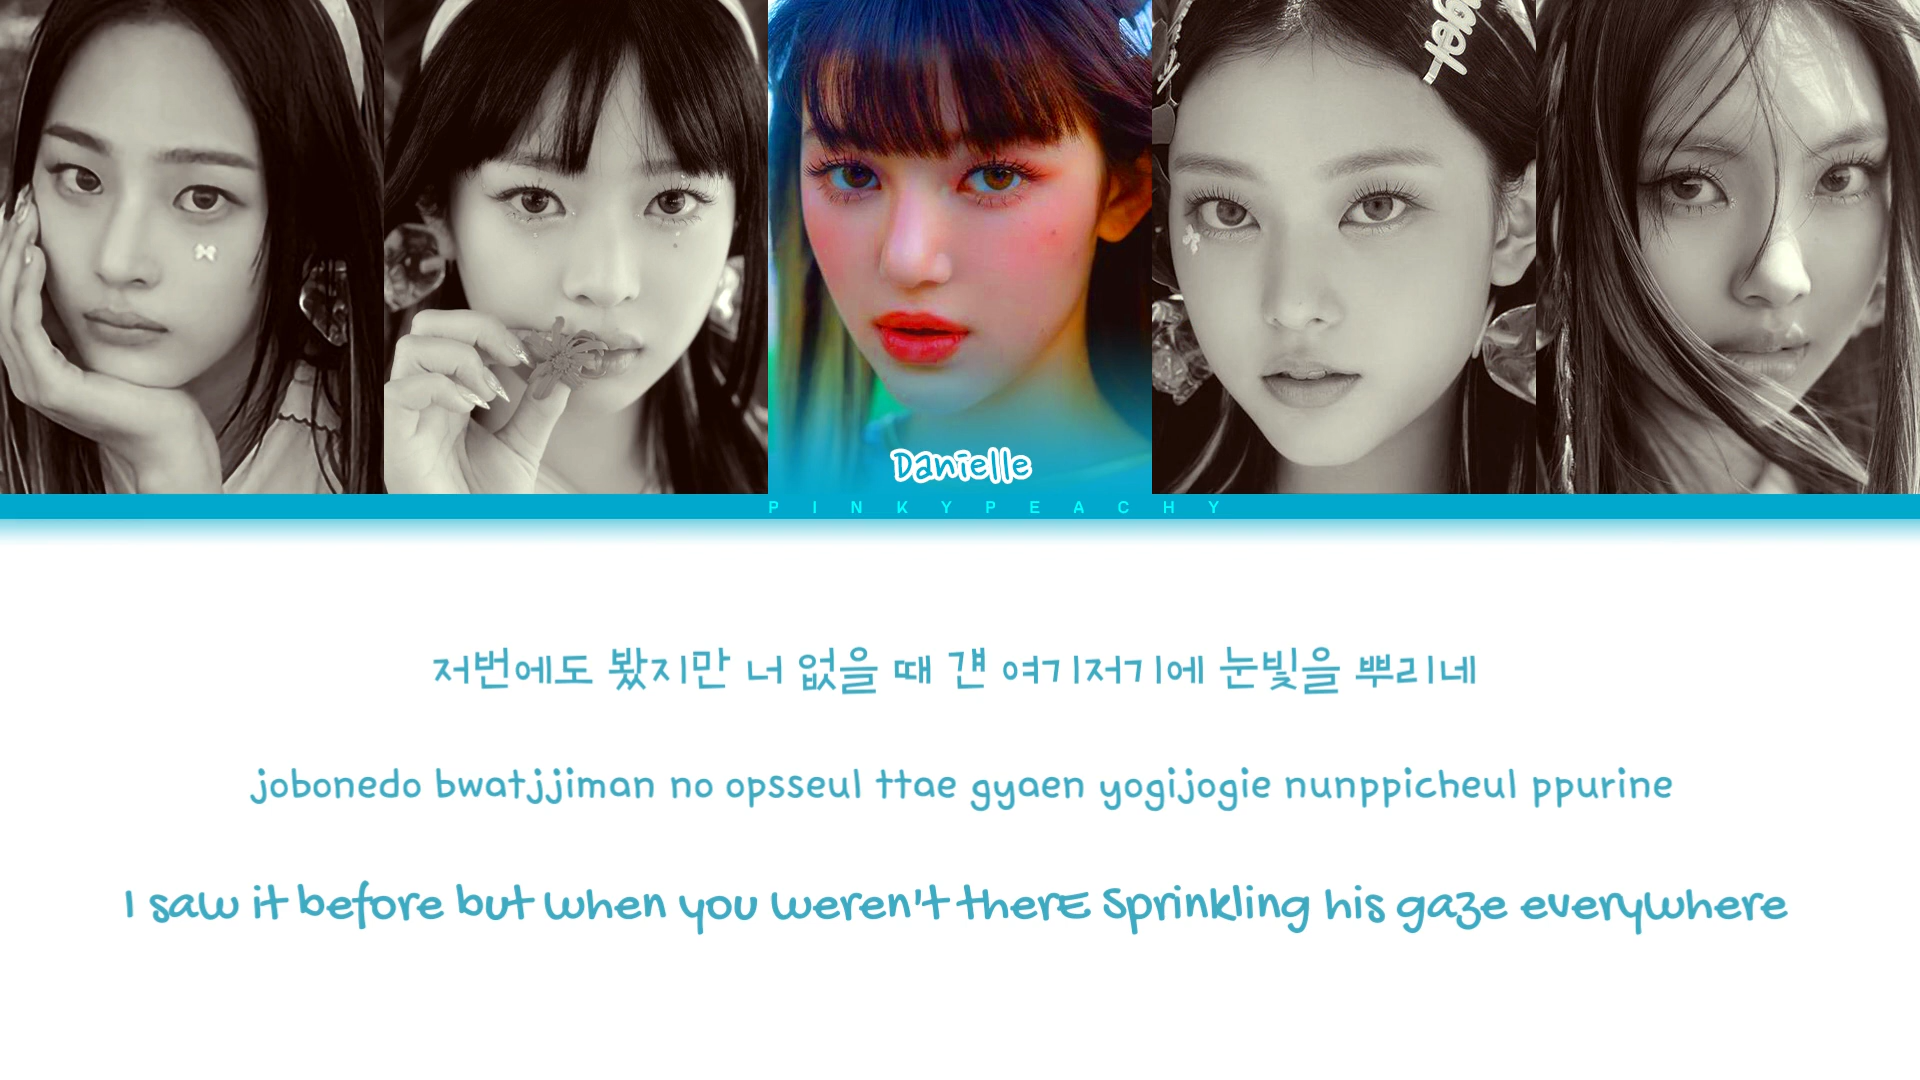 Danielle
PINKYPEACHY
저번에도 봤지만 너 없을 때 걘 여기저기에 눈빛을 뿌리네
jobonedo bwatjjiman no opsseul ttae gyaen yogijogie nunppicheul ppurine
I saw it before but when you weren't therE Sprinkling his gaze everywhere